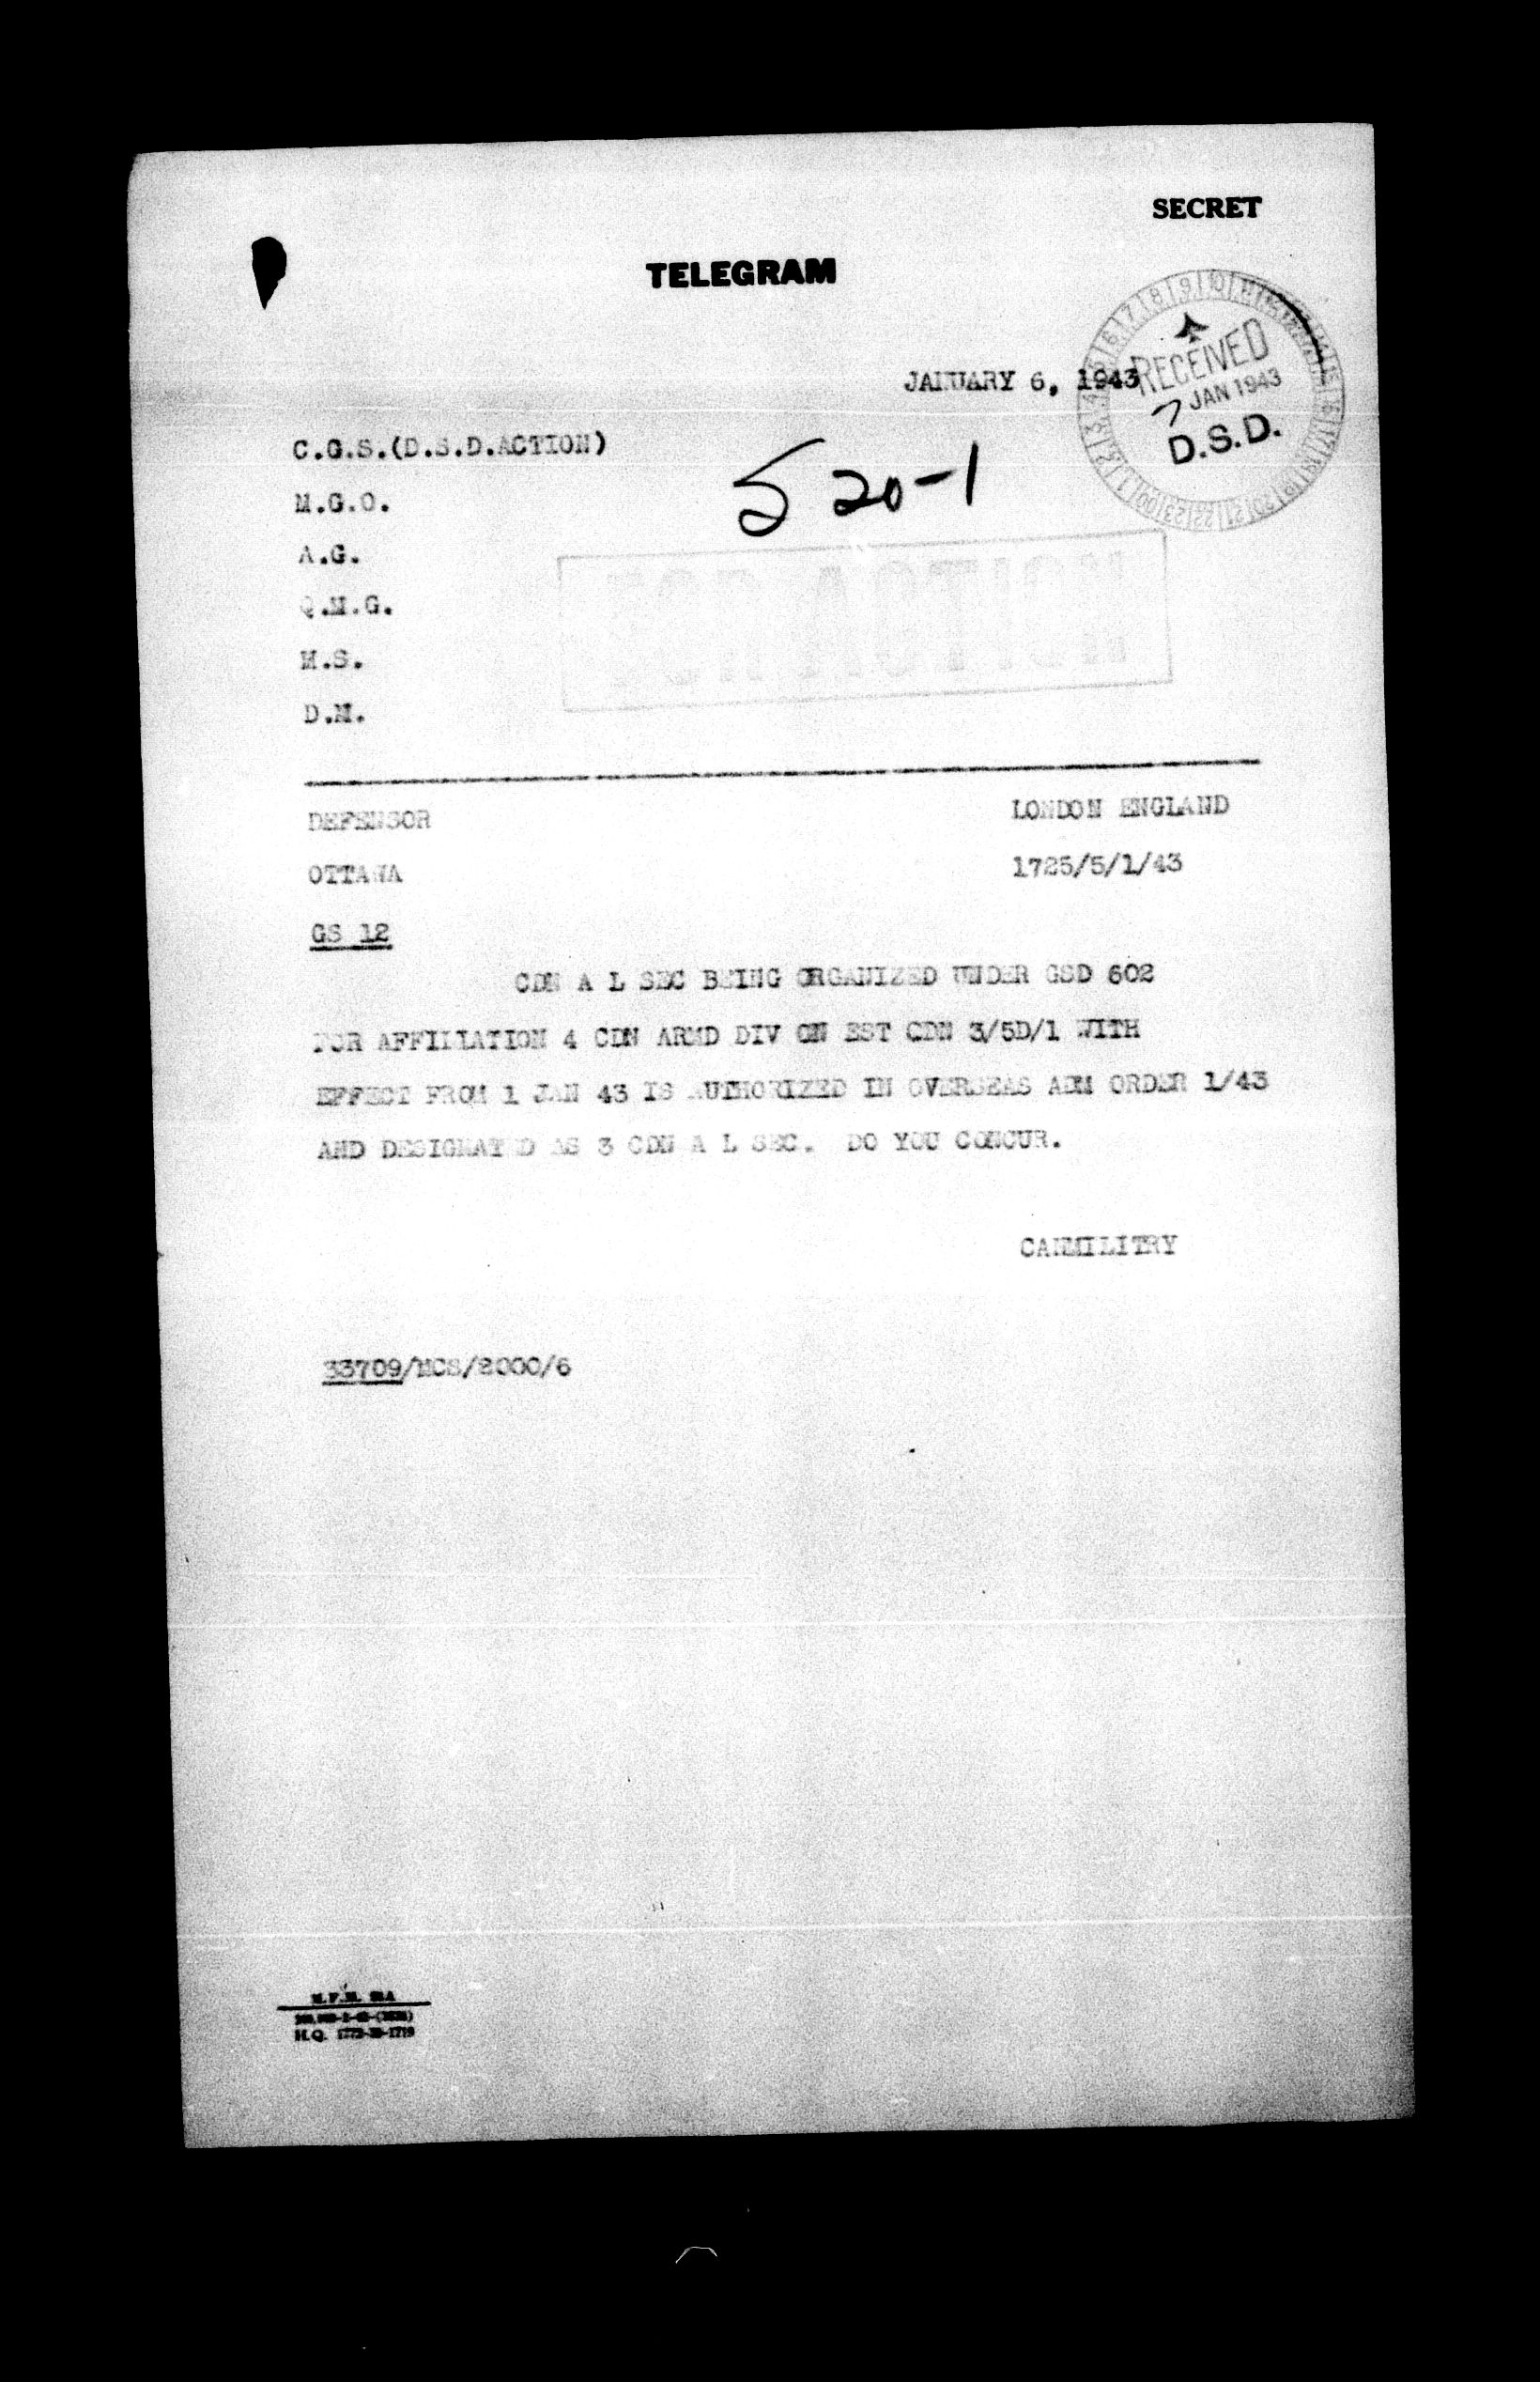 SECRET
TELEGRAM
RECEIVED
7 JAN 1943
D.S.D.
JANUARY 6, 1943
C.G.S.(D.S.D.ACTION)
S 20-1
M.G.O.
A.G.
Q.M.G.
M.S.
D.M.
DEFENSOR LONDON ENGLAND
OTTAWA 1725/5/1/43
GS 12
CDN A L SEC BEING ORGANIZED UNDER GSD 602
FOR AFFILIATION 4 CDN ARMD DIV ON EST CDN 3/5D/1 WITH
EFFECT FROM 1 JAN 43 IS AUTHORIZED IN OVERSEAS ADM ORDER 1/43
AND DESIGNATED AS 3 CDN A L SEC. DO YOU CONCUR.
CANMILITRY
33709/MCS/2000/6
M.F.M.
H.Q.